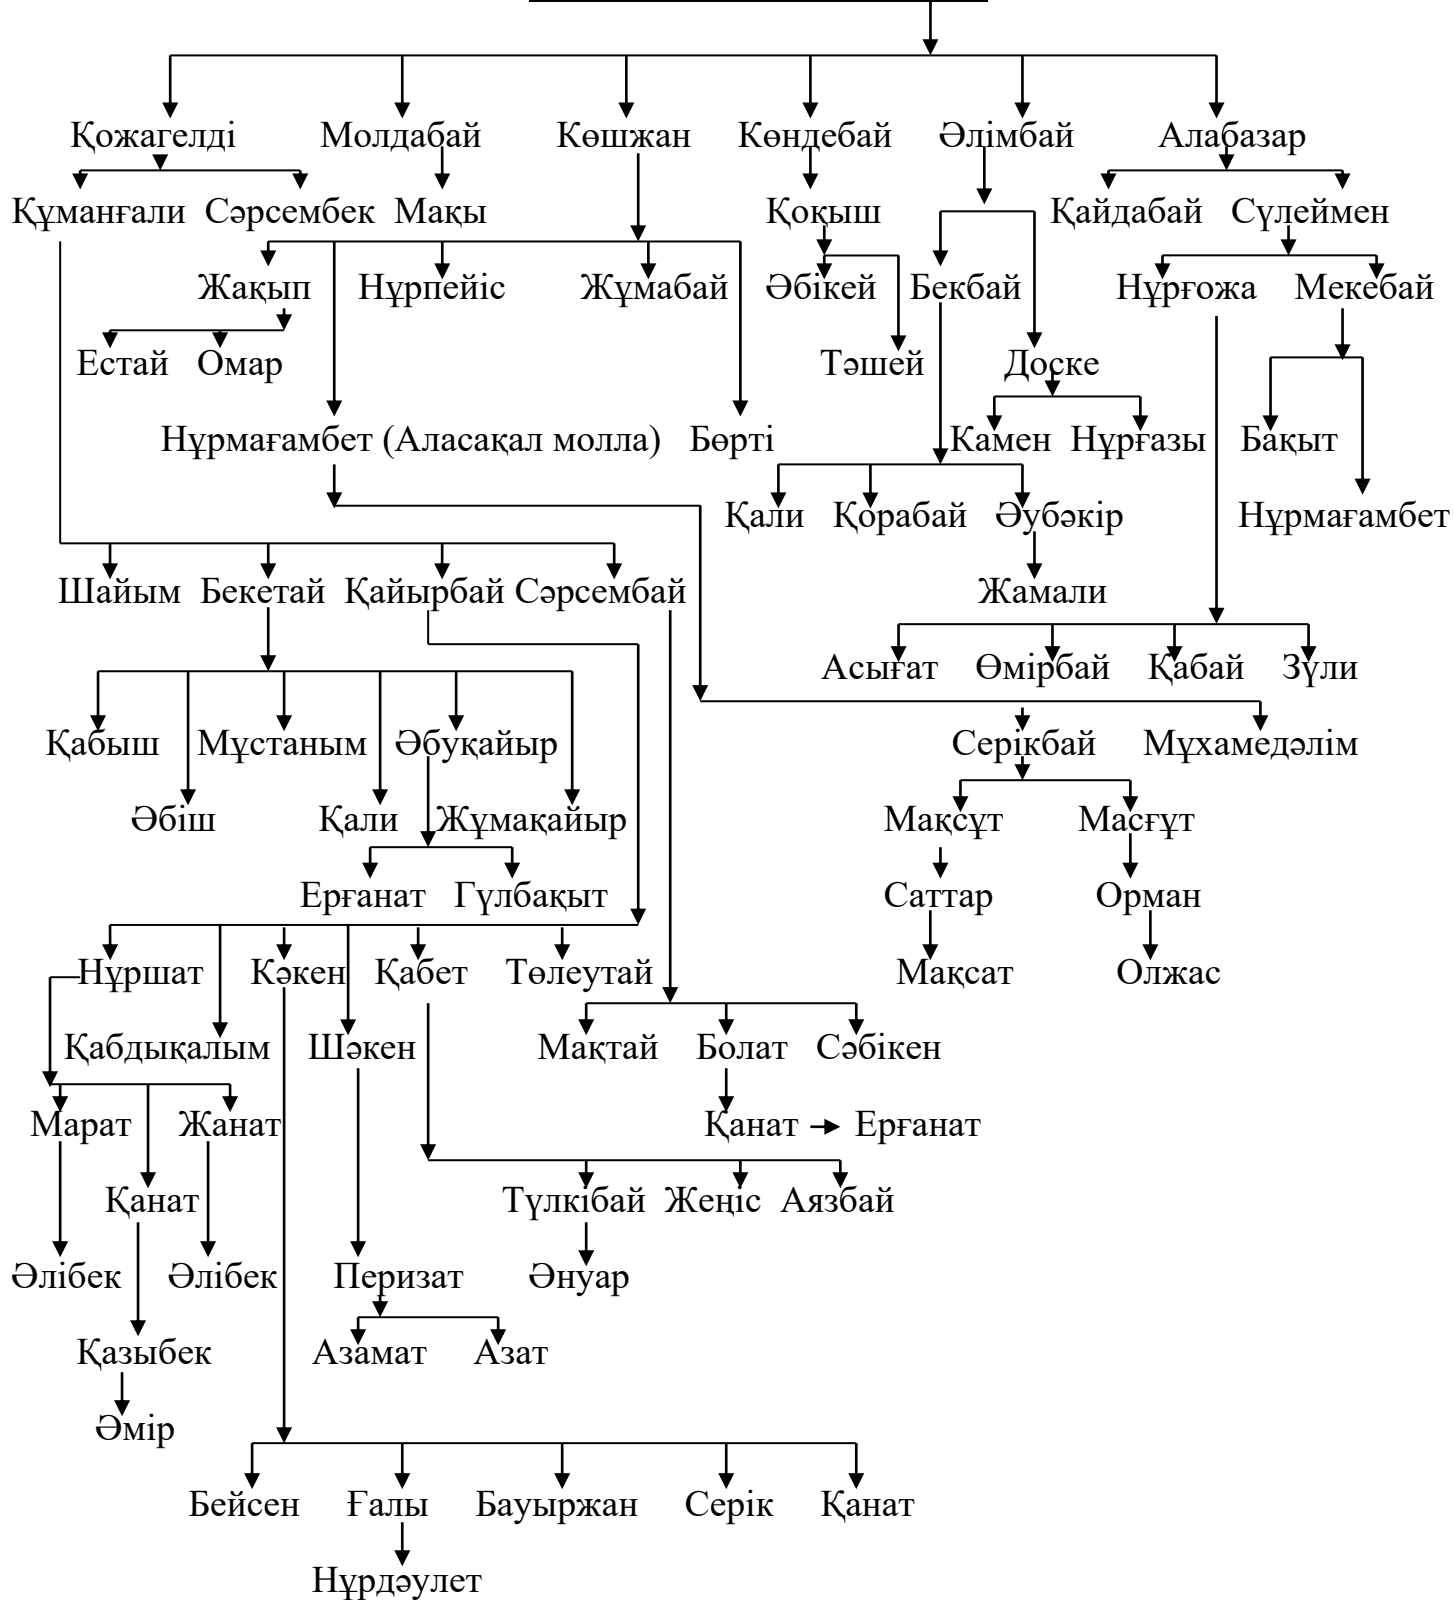 Қожагелді Молдабай Көшжан Көндебай Әлімбай Алабазар
Құманғали Сәрсембек Мақы Қоқыш Қайдабай Сүлеймен
Жақып Нұрпейіс Жұмабай Әбікей Бекбай Нұрғожа Мекебай
Естай Омар Тәшей Доске
Нұрмағамбет (Аласақал молла) Бөрті Камен Нұрғазы Бақыт
Қали Қорабай Әубәкір Нұрмағамбет
Шайым Бекетай Қайырбай Сәрсембай Жамали
Асығат Өмірбай Қабай Зүли
Қабыш Мұстаным Әбуқайыр Серікбай Мұхамедәлім
Әбіш Қали Жұмақайыр Мақсұт Масғұт
Ерғанат Гүлбақыт Саттар Орман
Нұршат Кәкен Қабет Төлеутай Мақсат Олжас
Қабдықалым Шәкен Мақтай Болат Сәбікен
Марат Жанат Қанат Ерғанат
Қанат Түлкібай Жеңіс Аязбай
Әлібек Әлібек Перизат Әнуар
Қазыбек Азамат Азат
Әмір
Бейсен Ғалы Бауыржан Серік Қанат
Нұрдәулет